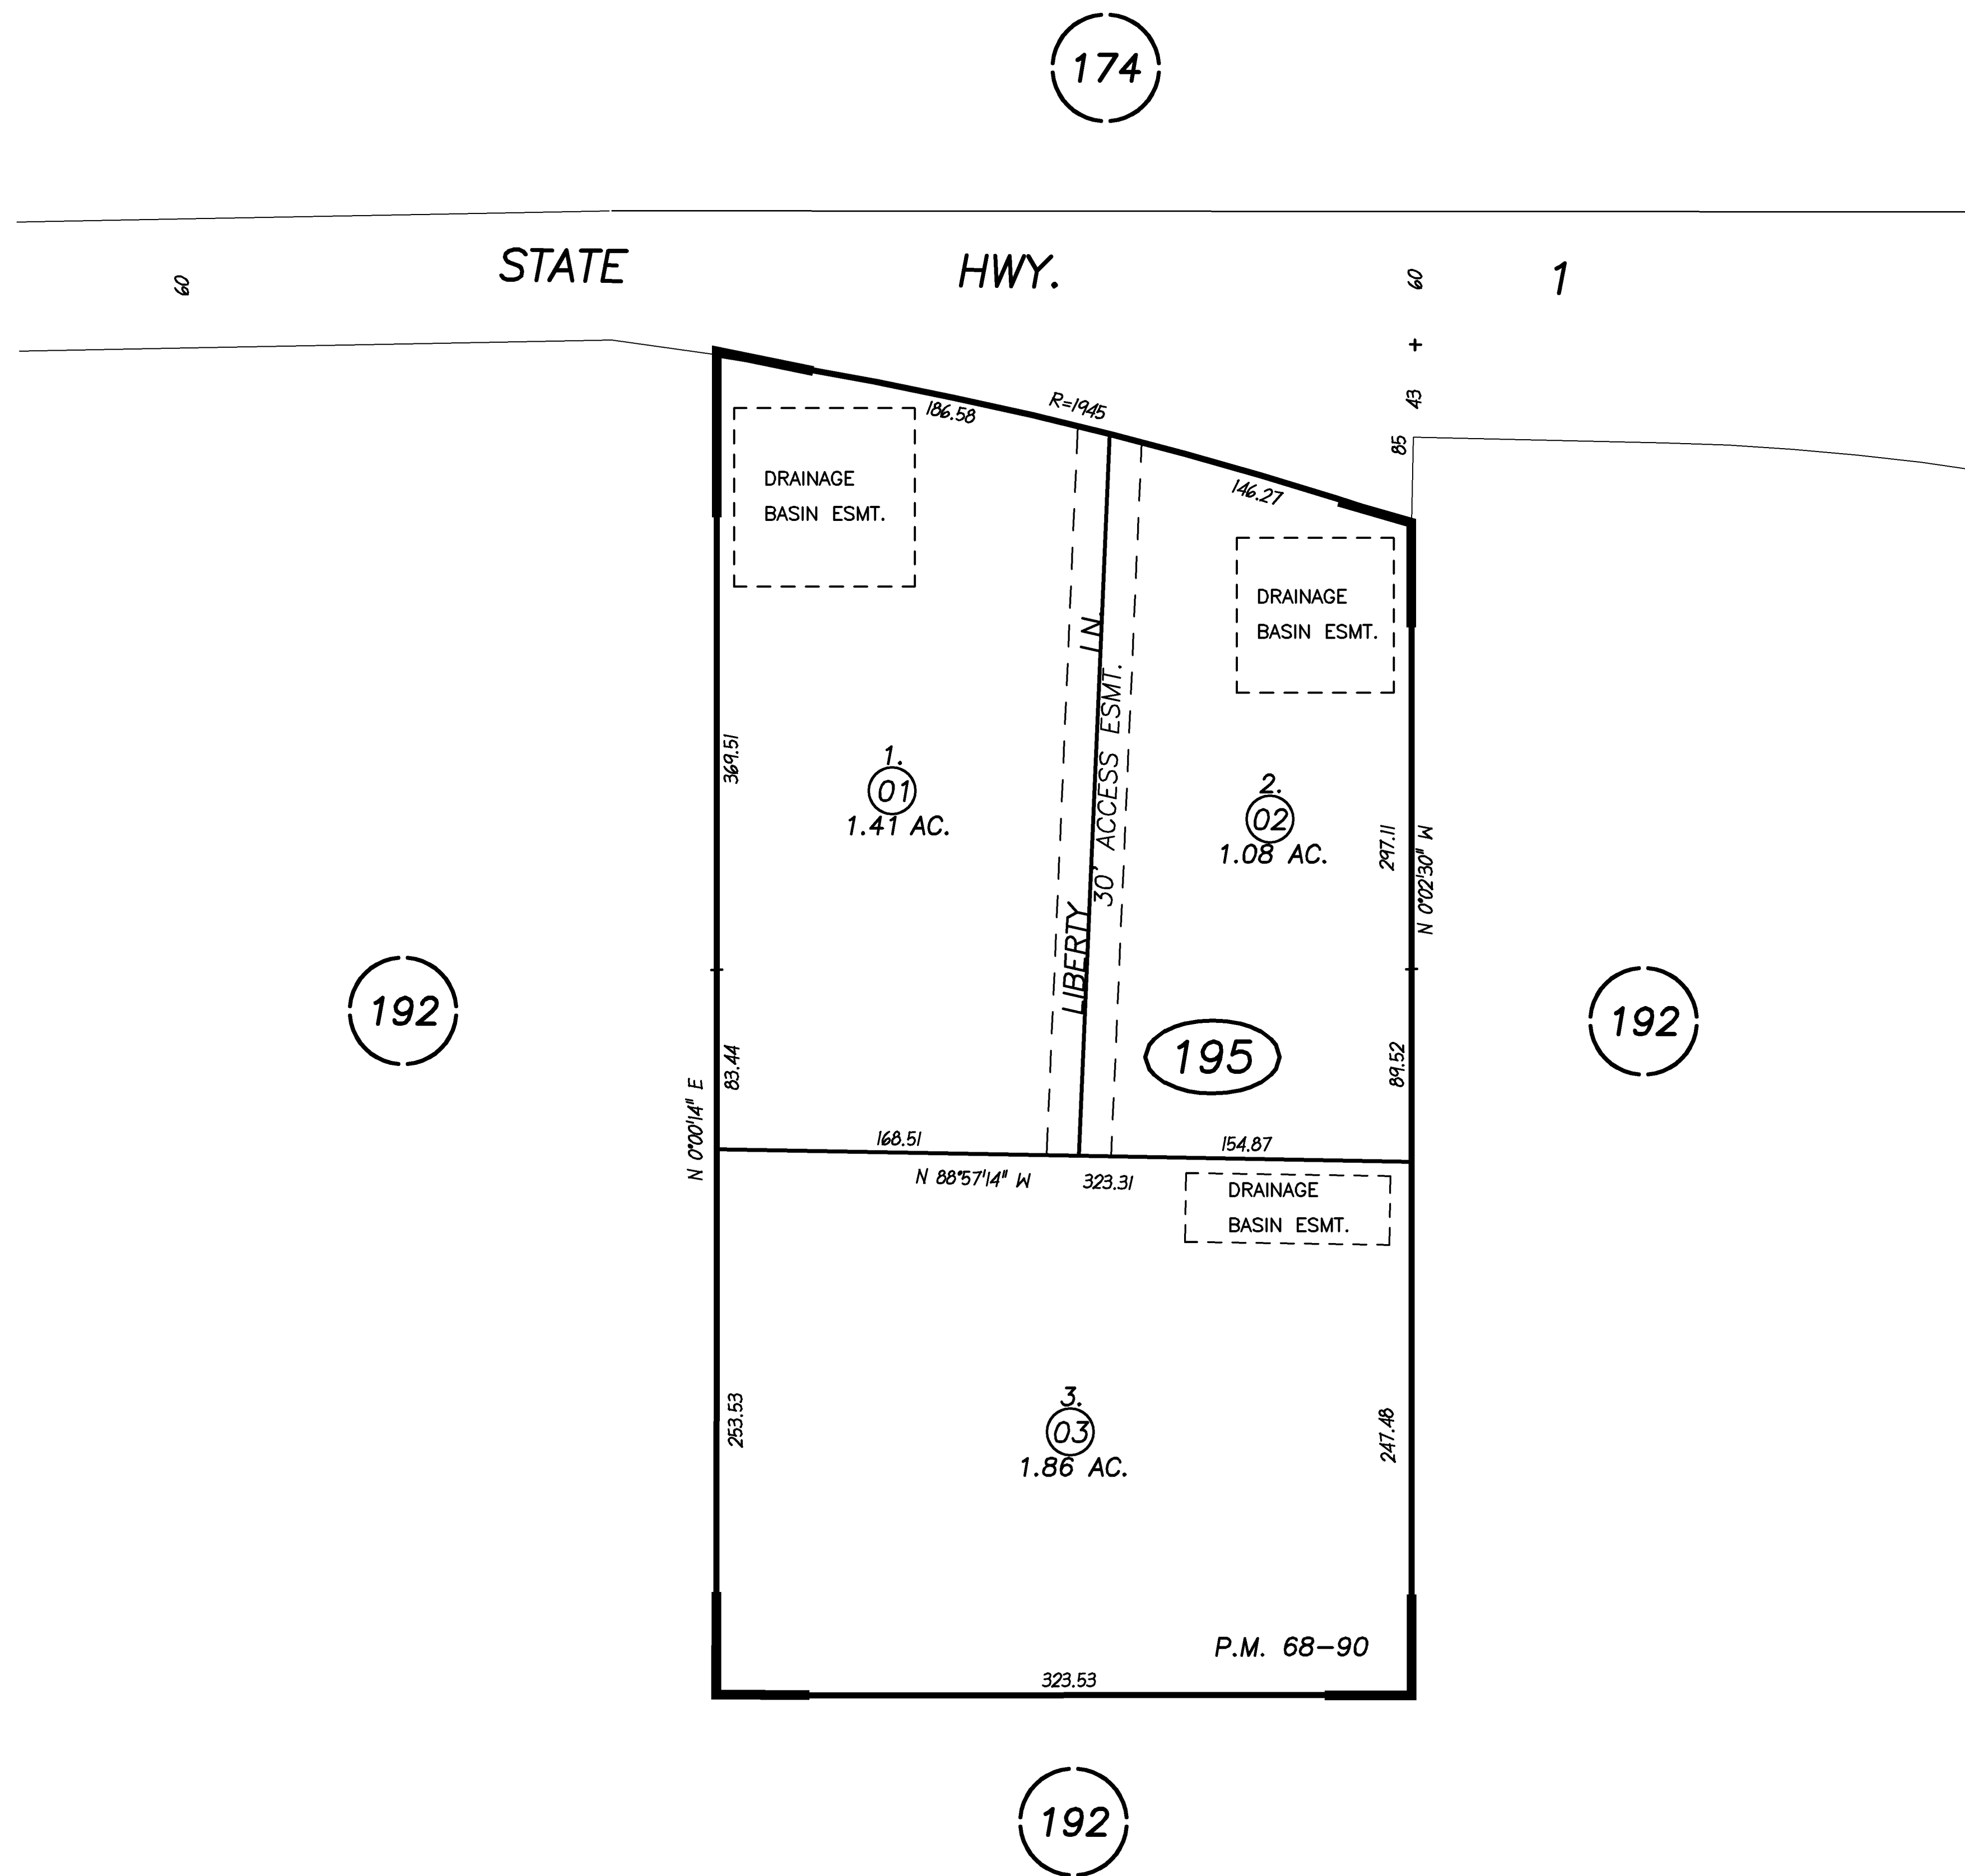 174
STATE HWY. 1
60
60
+
43
85
R=1945
186.58
146.27
DRAINAGE
BASIN ESMT.
DRAINAGE
BASIN ESMT.
LIBERTY LN.
30' ACCESS ESMT.
369.51
1.
01
1.41 AC.
2.
02
1.08 AC.
297.11
N 0°02'30" W
192
192
195
83.44
89.52
N 0°00'14" E
168.51
154.87
N 88°57'14" W
323.31
DRAINAGE
BASIN ESMT.
253.53
3.
03
1.86 AC.
247.48
P.M. 68-90
323.53
192